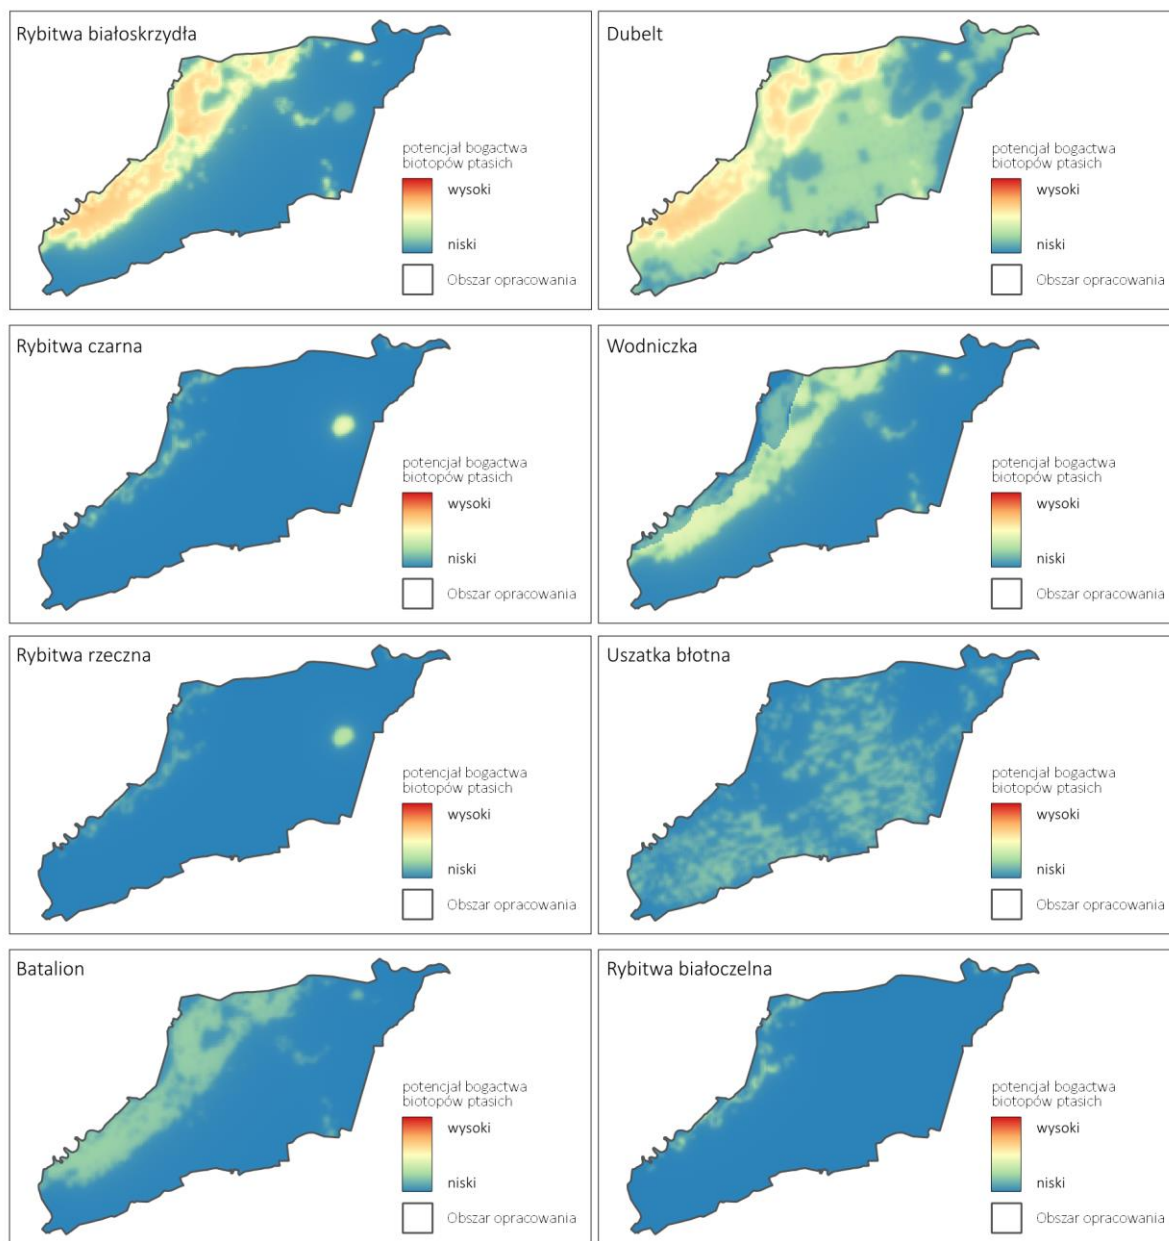 Rybitwa białoskrzydła
potencjał bogactwa
biotopów ptasich
wysoki
niski
Obszar opracowania
Dubelt
potencjał bogactwa
biotopów ptasich
wysoki
niski
Obszar opracowania
Rybitwa czarna
potencjał bogactwa
biotopów ptasich
wysoki
niski
Obszar opracowania
Wodniczka
potencjał bogactwa
biotopów ptasich
wysoki
niski
Obszar opracowania
Rybitwa rzeczna
potencjał bogactwa
biotopów ptasich
wysoki
niski
Obszar opracowania
Uszatka błotna
potencjał bogactwa
biotopów ptasich
wysoki
niski
Obszar opracowania
Batalion
potencjał bogactwa
biotopów ptasich
wysoki
niski
Obszar opracowania
Rybitwa białoczelna
potencjał bogactwa
biotopów ptasich
wysoki
niski
Obszar opracowania